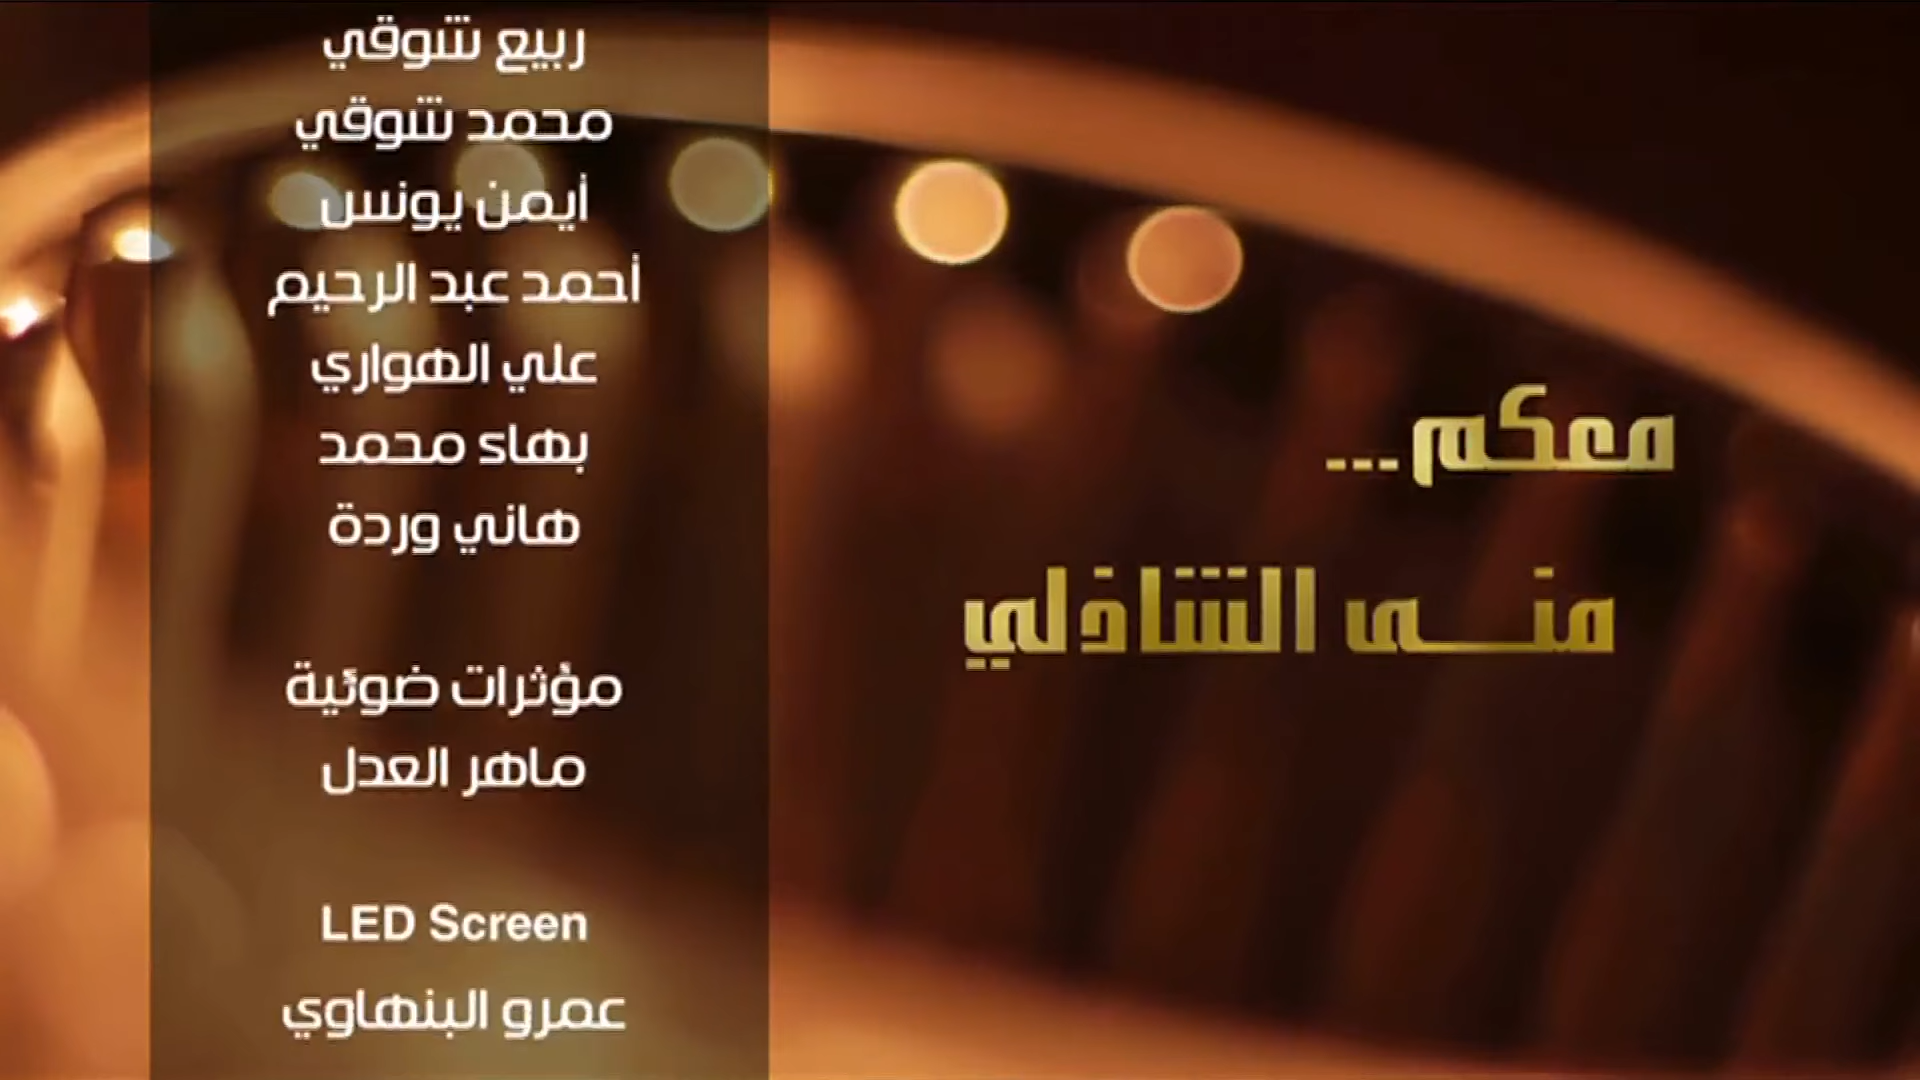 ربيع شوقي
محمد شوقي
أيمن يونس
أحمد عبد الرحيم
علي الهواري
بهاء محمد
هاني وردة
مؤثرات ضوئية
ماهر العدل
LED Screen
عمرو البنهاوي
معكم...
منى الشاذلي